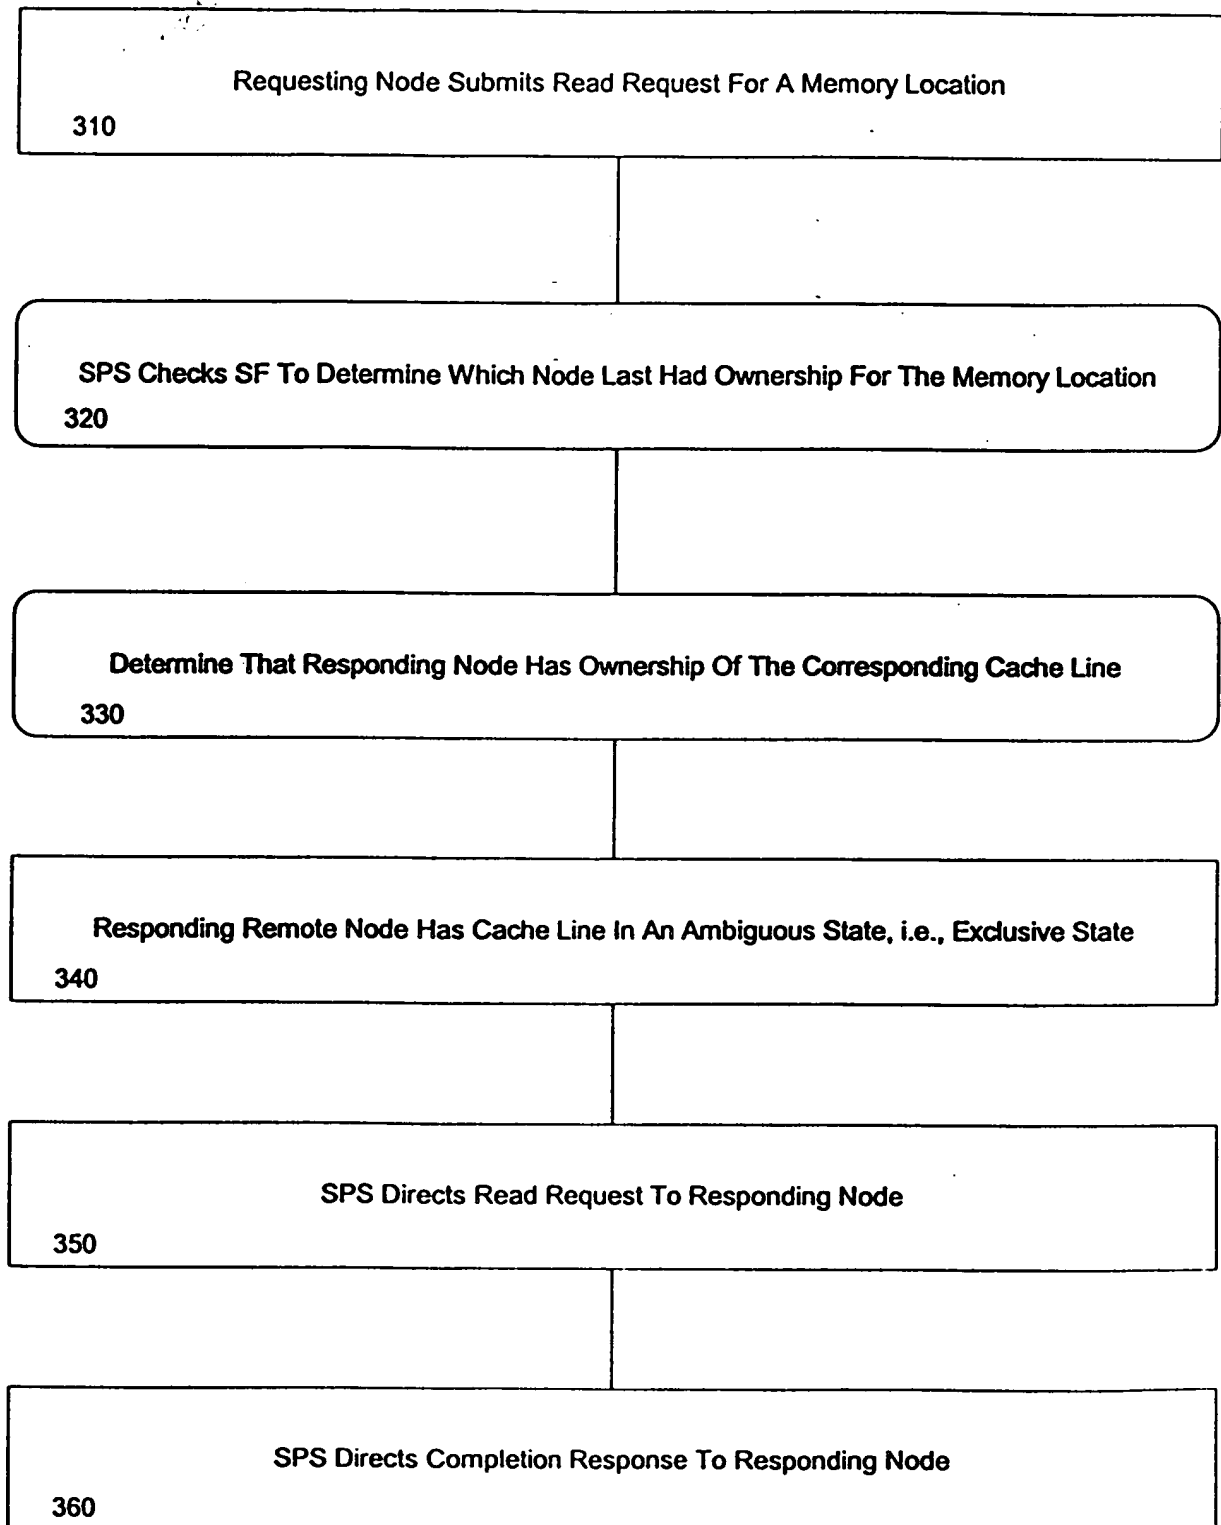 Requesting Node Submits Read Request For A Memory Location
310
SPS Checks SF To Determine Which Node Last Had Ownership For The Memory Location
320
Determine That Responding Node Has Ownership Of The Corresponding Cache Line
330
Responding Remote Node Has Cache Line In An Ambiguous State, i.e., Exclusive State
340
SPS Directs Read Request To Responding Node
350
SPS Directs Completion Response To Responding Node
360